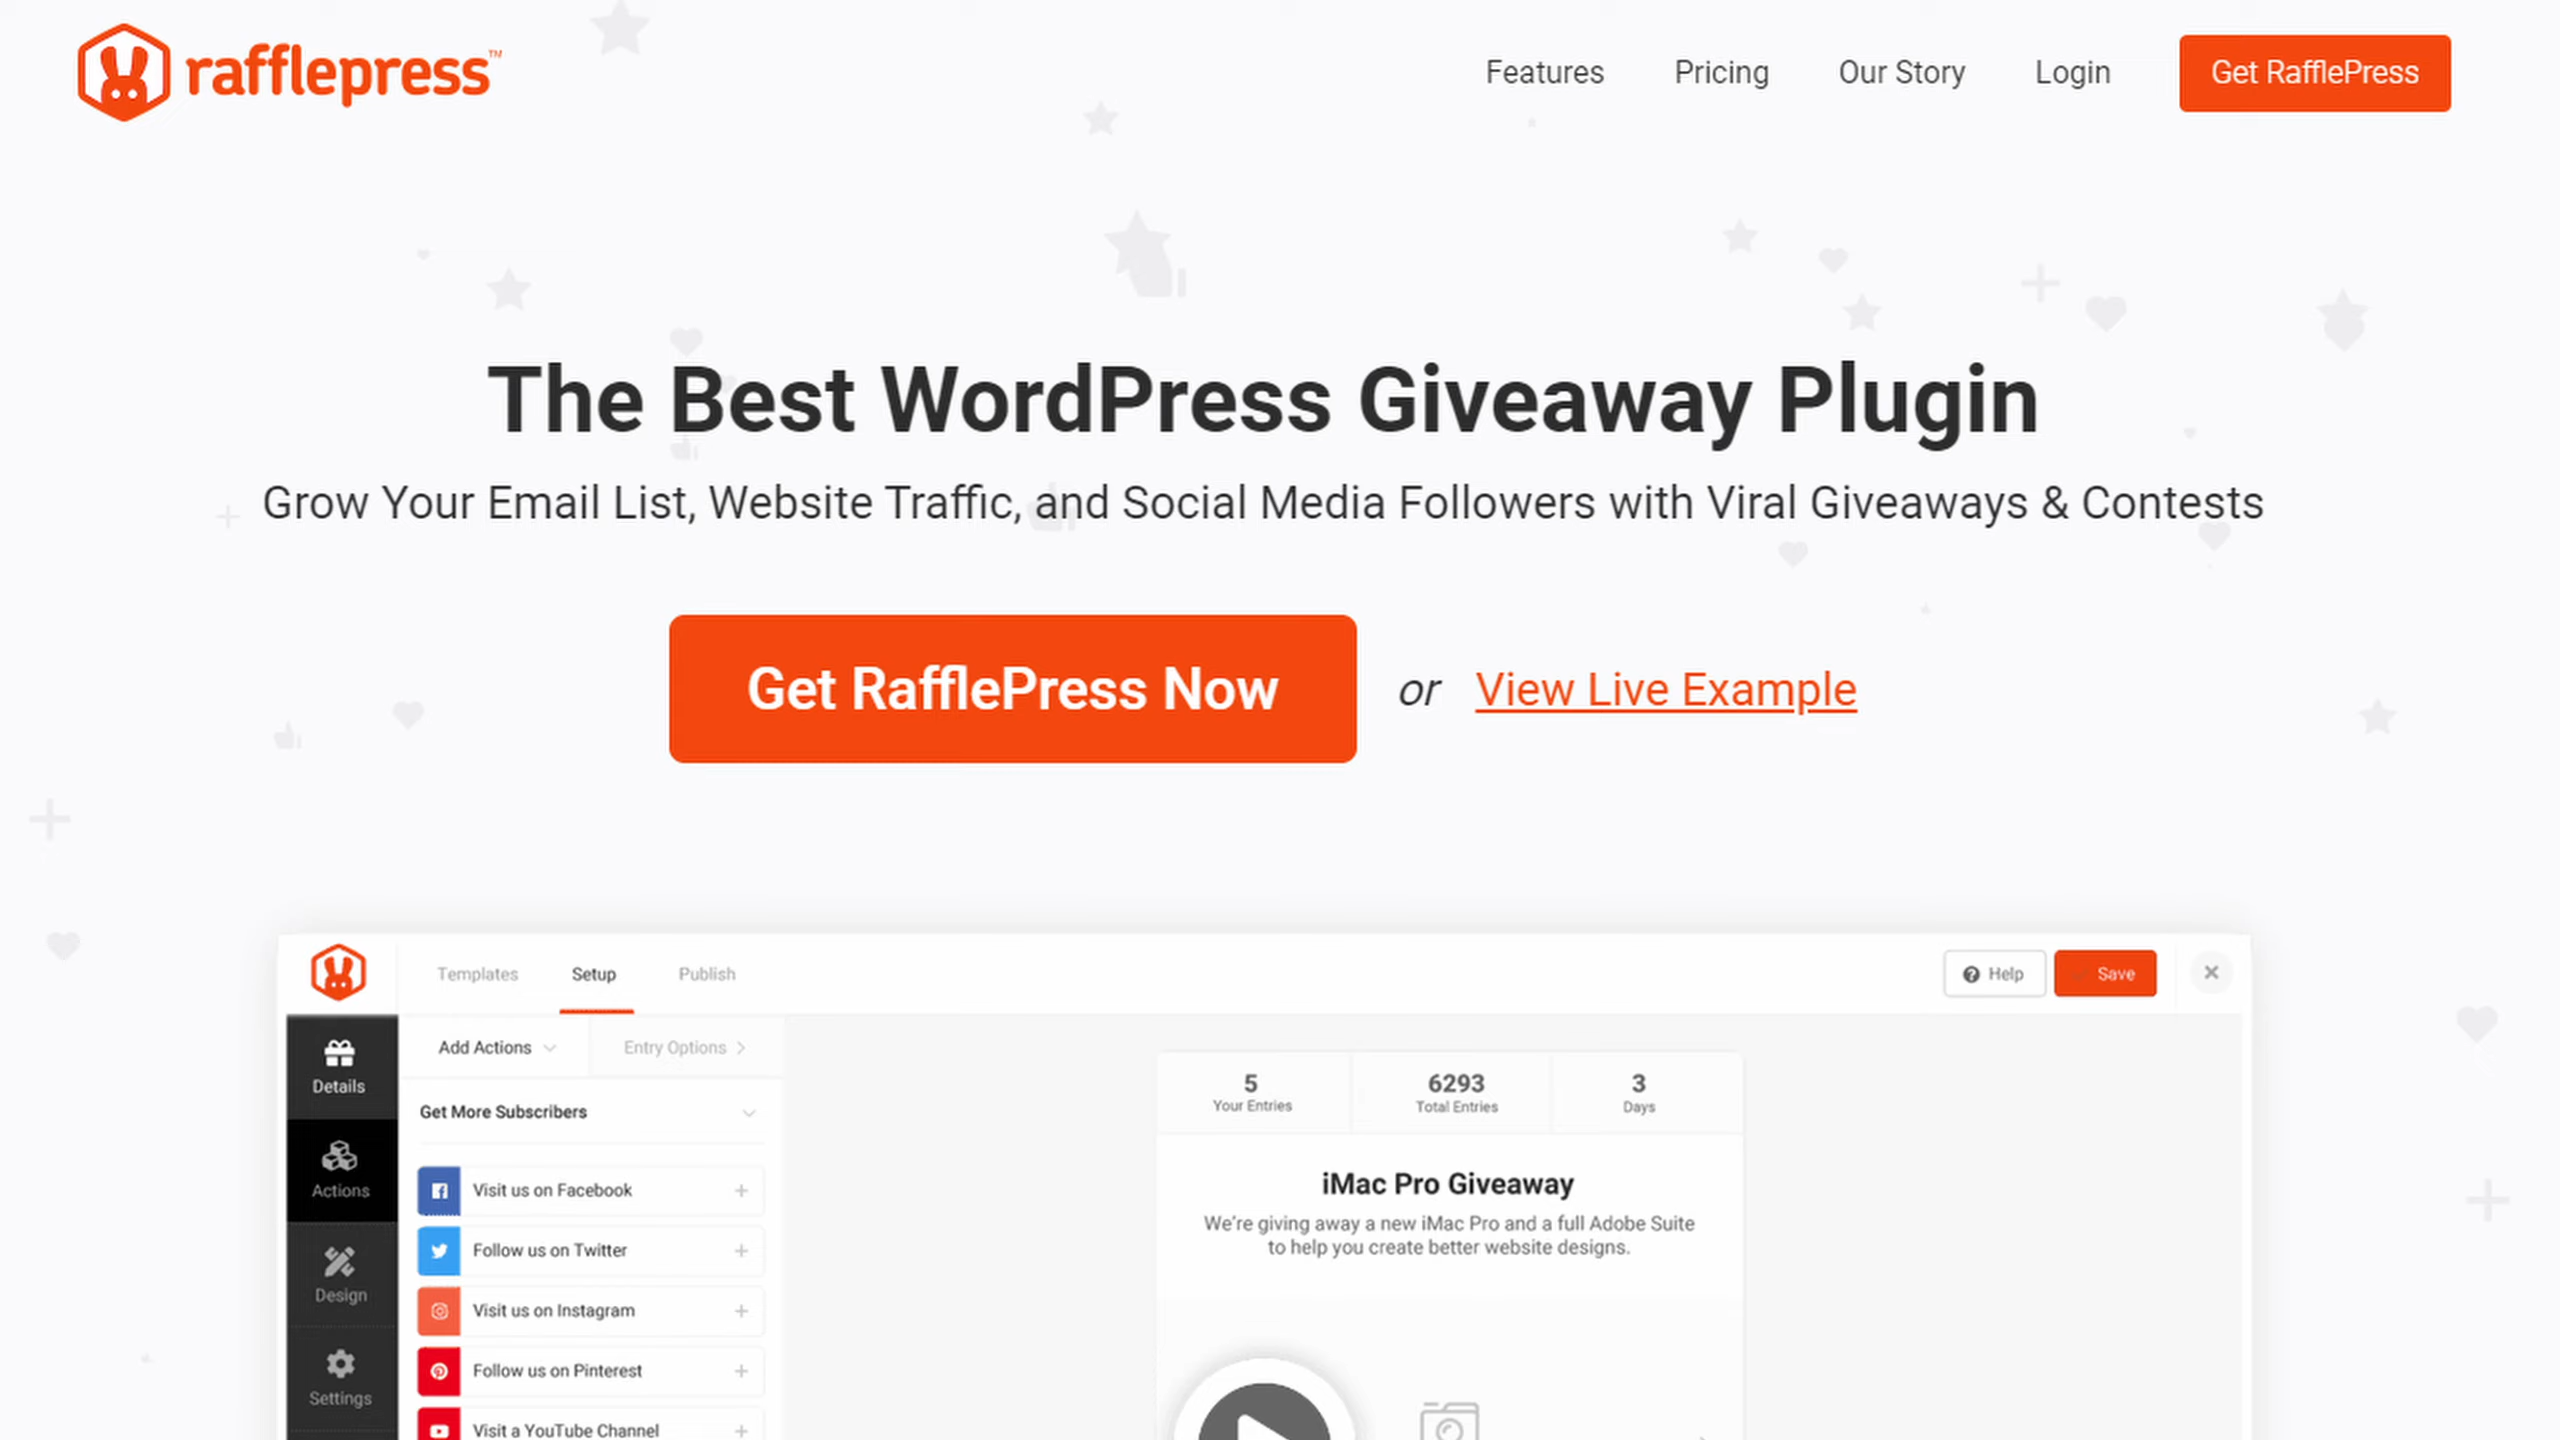 rafflepress™
Features Pricing Our Story Login Get RafflePress
The Best WordPress Giveaway Plugin
Grow Your Email List, Website Traffic, and Social Media Followers with Viral Giveaways & Contests
Get RafflePress Now or View Live Example
Templates Setup Publish Help Save
Details
Actions
Design
Settings
Add Actions Entry Options
Get More Subscribers
Visit us on Facebook
Follow us on Twitter
Visit us on Instagram
Follow us on Pinterest
Visit a YouTube Channel
5 6293 3
Your Entries Total Entries Days
iMac Pro Giveaway
We're giving away a new iMac Pro and a full Adobe Suite
to help you create better website designs.